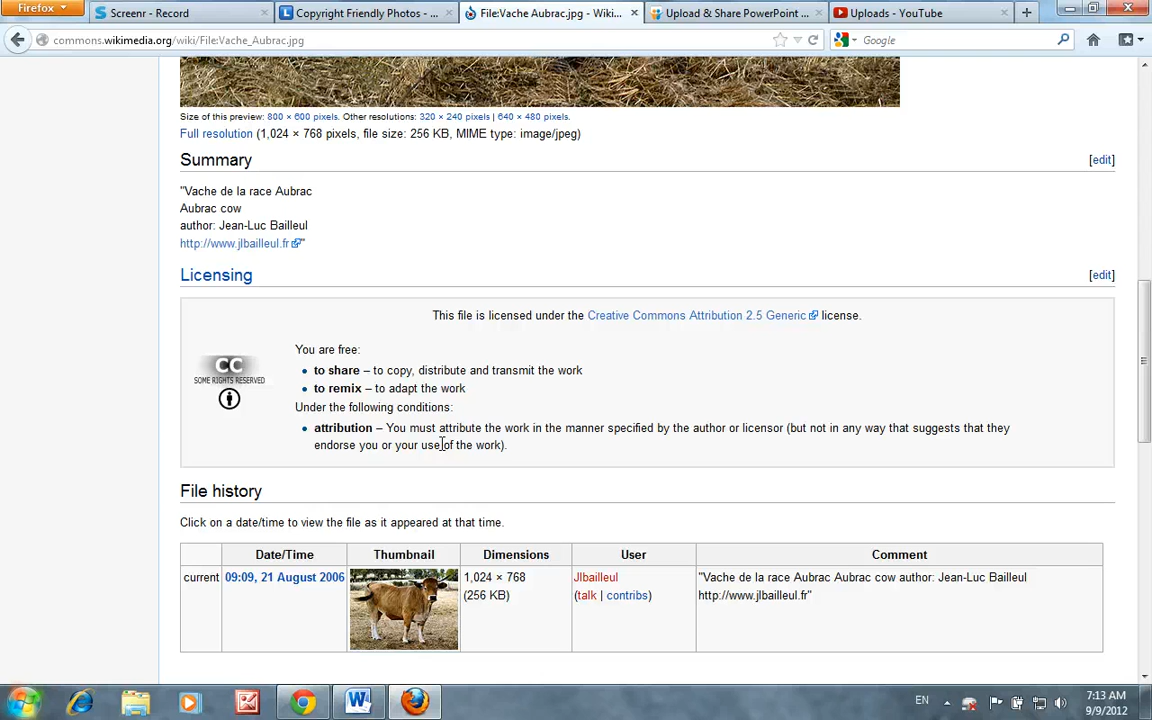 Firefox
Screenr - Record
Copyright Friendly Photos - ...
File:Vache Aubrac.jpg - Wiki...
Upload & Share PowerPoint ...
Uploads - YouTube
commons.wikimedia.org/wiki/File:Vache_Aubrac.jpg
Google
Size of this preview: 800 × 600 pixels. Other resolutions: 320 × 240 pixels | 640 × 480 pixels.
Full resolution (1,024 × 768 pixels, file size: 256 KB, MIME type: image/jpeg)
Summary [edit]
"Vache de la race Aubrac
Aubrac cow
author: Jean-Luc Bailleul
http://www.jlbailleul.fr "
Licensing [edit]
This file is licensed under the Creative Commons Attribution 2.5 Generic license.
CC
SOME RIGHTS RESERVED
You are free:
• to share – to copy, distribute and transmit the work
• to remix – to adapt the work
Under the following conditions:
• attribution – You must attribute the work in the manner specified by the author or licensor (but not in any way that suggests that they
endorse you or your use of the work).
File history
Click on a date/time to view the file as it appeared at that time.
Date/Time Thumbnail Dimensions User Comment
current 09:09, 21 August 2006 1,024 × 768 Jlbailleul "Vache de la race Aubrac Aubrac cow author: Jean-Luc Bailleul
(256 KB) (talk | contribs) http://www.jlbailleul.fr"
EN
7:13 AM
9/9/2012